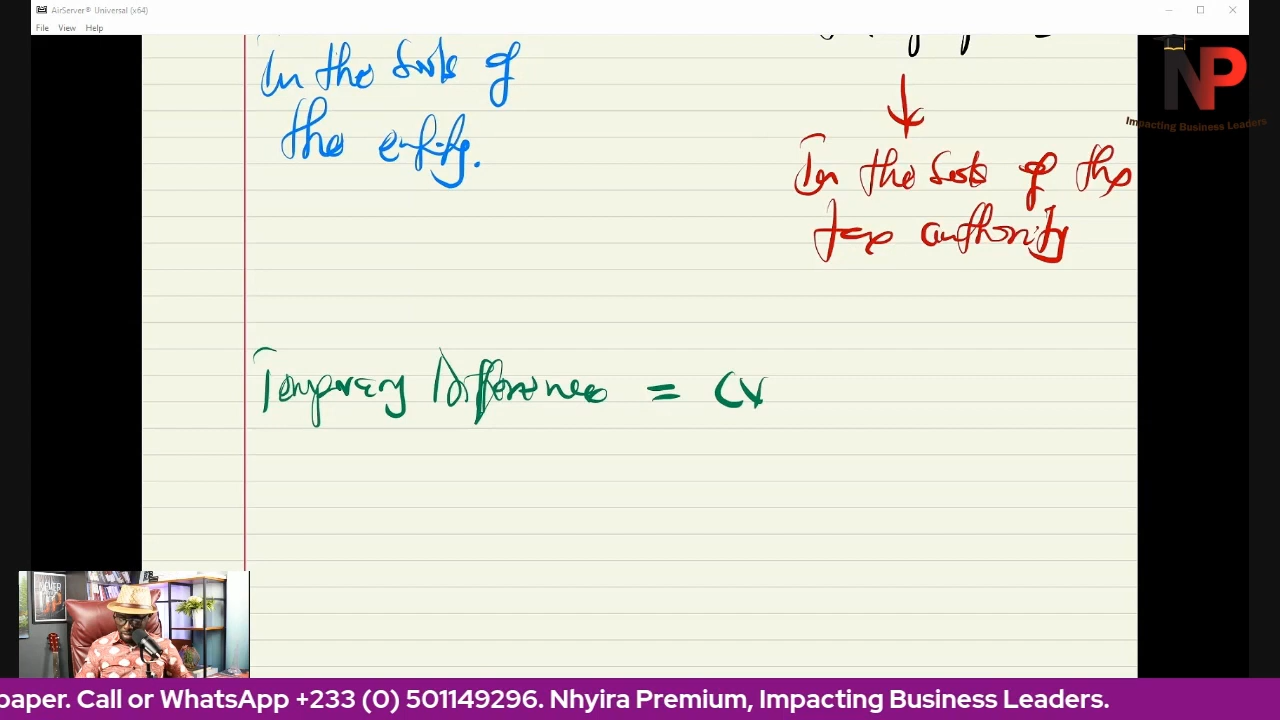 AirServer® Universal (x64)
File View Help
In the books of
the entity.
In the books of the
tax authority
Temporary Difference = CV
NP
Impacting Business Leaders
paper. Call or WhatsApp +233 (0) 501149296. Nhyira Premium, Impacting Business Leaders.